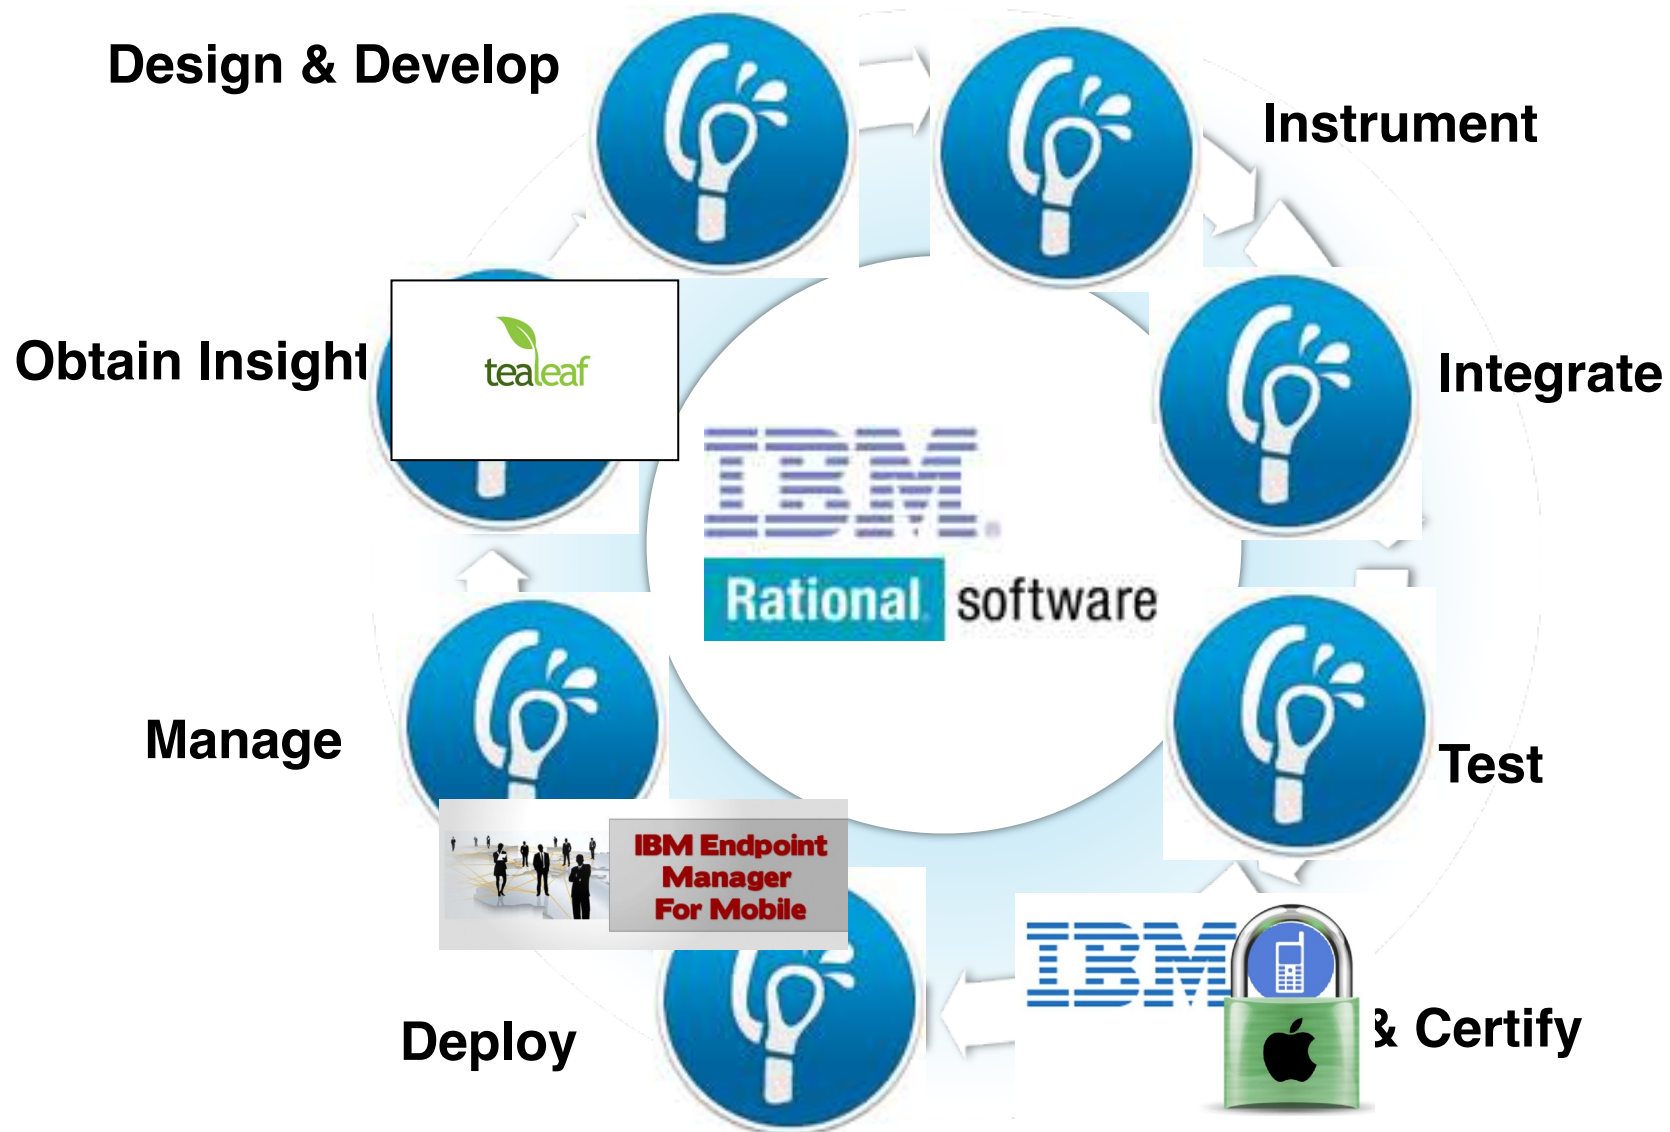 Design & Develop
Instrument
Obtain Insight
tealeaf
Integrate
IBM®
Rational software
Manage
Test
IBM Endpoint
Manager
For Mobile
IBM
& Certify
Deploy